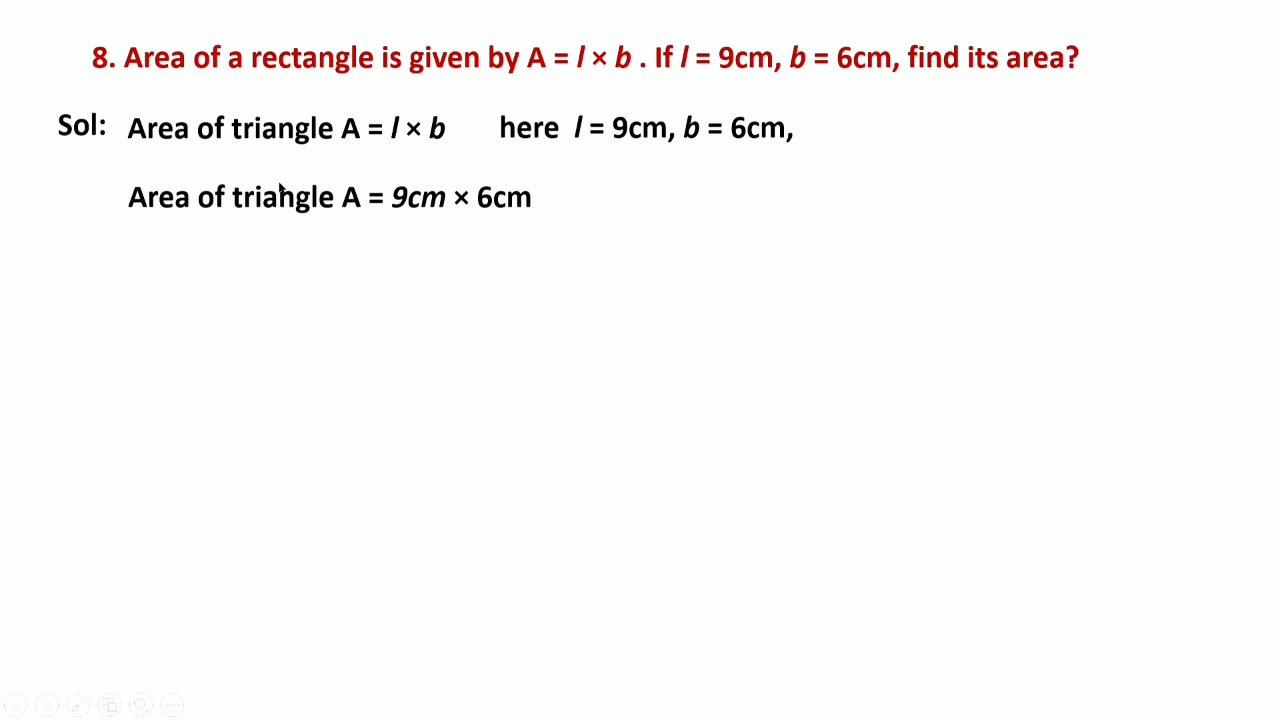 8. Area of a rectangle is given by A = l × b . If l = 9cm, b = 6cm, find its area?
Sol: Area of triangle A = l × b here l = 9cm, b = 6cm,
Area of triangle A = 9cm × 6cm